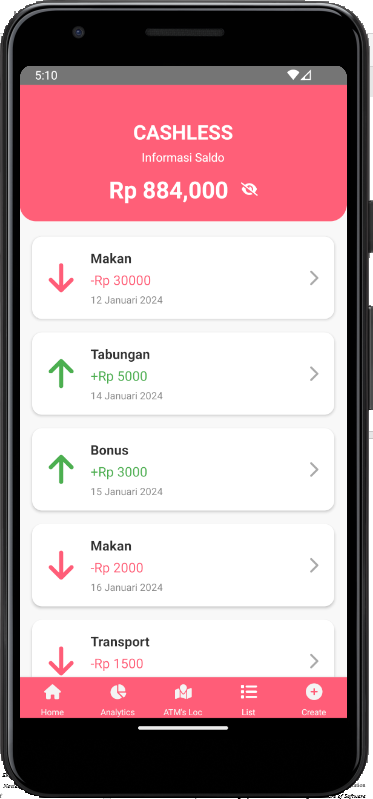 5:10
CASHLESS
Informasi Saldo
Rp 884,000
Makan
-Rp 30000
12 Januari 2024
Tabungan
+Rp 5000
14 Januari 2024
Bonus
+Rp 3000
15 Januari 2024
Makan
-Rp 2000
16 Januari 2024
Transport
-Rp 1500
Home Analytics ATM's Loc List Create
of Software